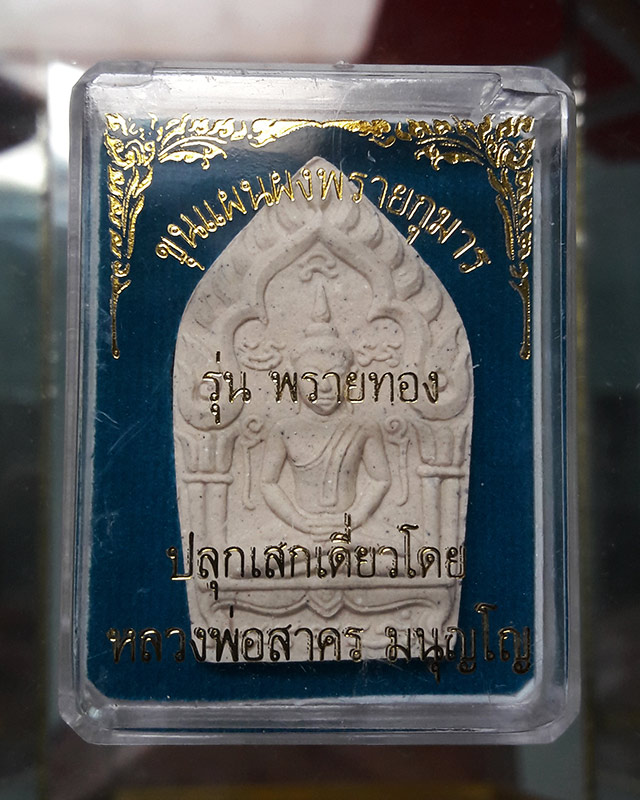 ขุนแผนผงพรายกุมาร
รุ่น พรายทอง
ปลุกเสกเดี่ยวโดย
หลวงพ่อสาคร มนุญโญ